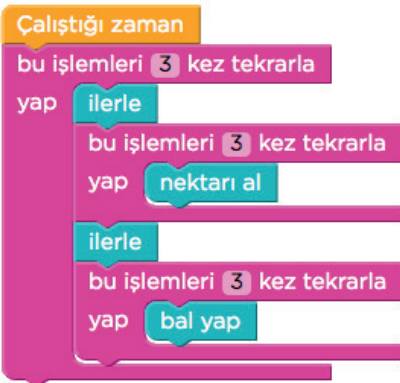 Çalıştığı zaman
bu işlemleri 3 kez tekrarla
yap ilerle
bu işlemleri 3 kez tekrarla
yap nektarı al
ilerle
bu işlemleri 3 kez tekrarla
yap bal yap